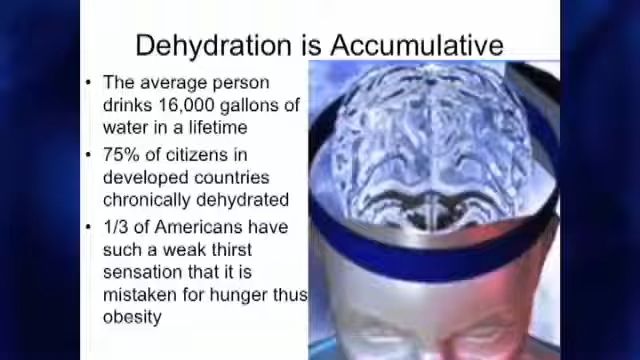 Dehydration is Accumulative
• The average person
drinks 16,000 gallons of
water in a lifetime
• 75% of citizens in
developed countries
chronically dehydrated
• 1/3 of Americans have
such a weak thirst
sensation that it is
mistaken for hunger thus
obesity